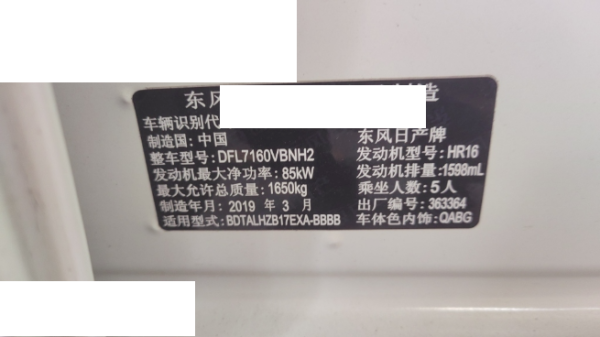 东风
造
车辆识别代
制造国:中国 东风日产牌
整车型号:DFL7160VBNH2 发动机型号:HR16
发动机最大净功率:85kW 发动机排量:1598mL
最大允许总质量:1650kg 乘坐人数:5人
制造年月:2019 年 3 月 出厂编号:363364
适用型号:BDTALHZB17EXA-BBBB 车体色内饰:QABG